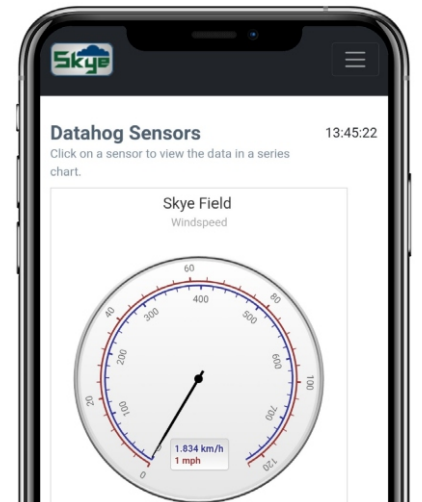 Skye
Datahog Sensors
13:45:22
Click on a sensor to view the data in a series
chart.
Skye Field
Windspeed
0
20
40
60
80
100
120
0
100
200
300
400
500
600
700
1.834 km/h
1 mph